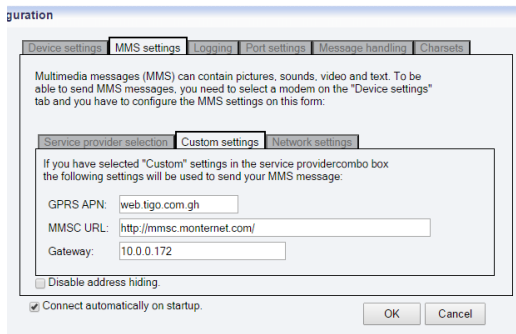 guration
Device settings MMS settings Logging Port settings Message handling Charsets
Multimedia messages (MMS) can contain pictures, sounds, video and text. To be
able to send MMS messages, you need to select a modem on the "Device settings"
tab and you have to configure the MMS settings on this form:
Service provider selection Custom settings Network settings
If you have selected "Custom" settings in the service providercombo box
the following settings will be used to send your MMS message:
GPRS APN: web.tigo.com.gh
MMSC URL: http://mmsc.monternet.com/
Gateway: 10.0.0.172
Disable address hiding.
Connect automatically on startup.
OK Cancel